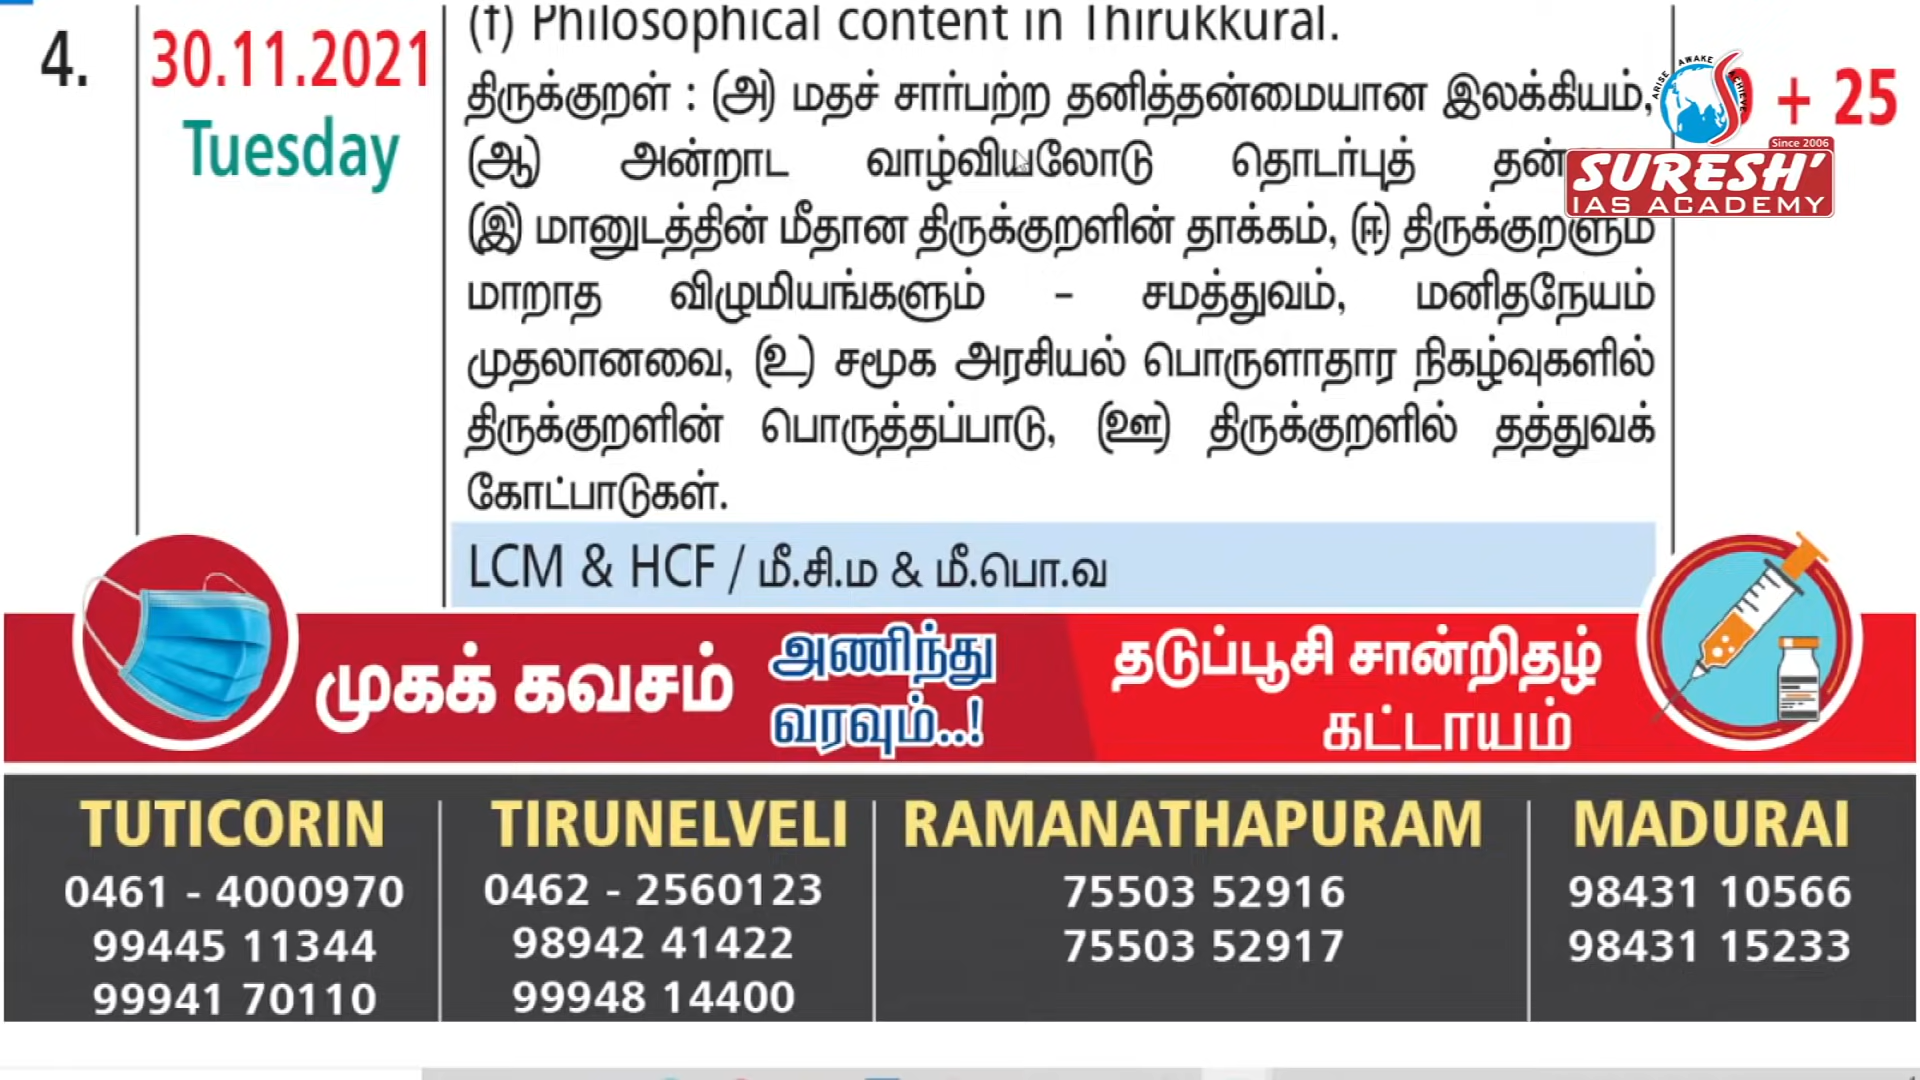 (f) Philosophical content in Thirukkural.
4.
30.11.2021
Tuesday
திருக்குறள் : (அ) மதச் சார்பற்ற தனித்தன்மையான இலக்கியம்,
(ஆ) அன்றாட வாழ்வியலோடு தொடர்புத்
(இ) மானுடத்தின் மீதான திருக்குறளின் தாக்கம், (ஈ) திருக்குறளும்
மாறாத விழுமியங்களும் – சமத்துவம், மனிதநேயம்
முதலானவை, (உ) சமூக அரசியல் பொருளாதார நிகழ்வுகளில்
திருக்குறளின் பொருத்தப்பாடு, (ஊ) திருக்குறளில் தத்துவக்
கோட்பாடுகள்.
+ 25
ARISE AWAKE ACHIEVE
Since 2006
SURESH'
IAS ACADEMY
LCM & HCF / மீ.சி.ம & மீ.பொ.வ
முகக் கவசம்
அணிந்து
வரவும்..!
தடுப்பூசி சான்றிதழ்
கட்டாயம்
TUTICORIN
0461 - 4000970
99445 11344
99941 70110
TIRUNELVELI
0462 - 2560123
98942 41422
99948 14400
RAMANATHAPURAM
75503 52916
75503 52917
MADURAI
98431 10566
98431 15233